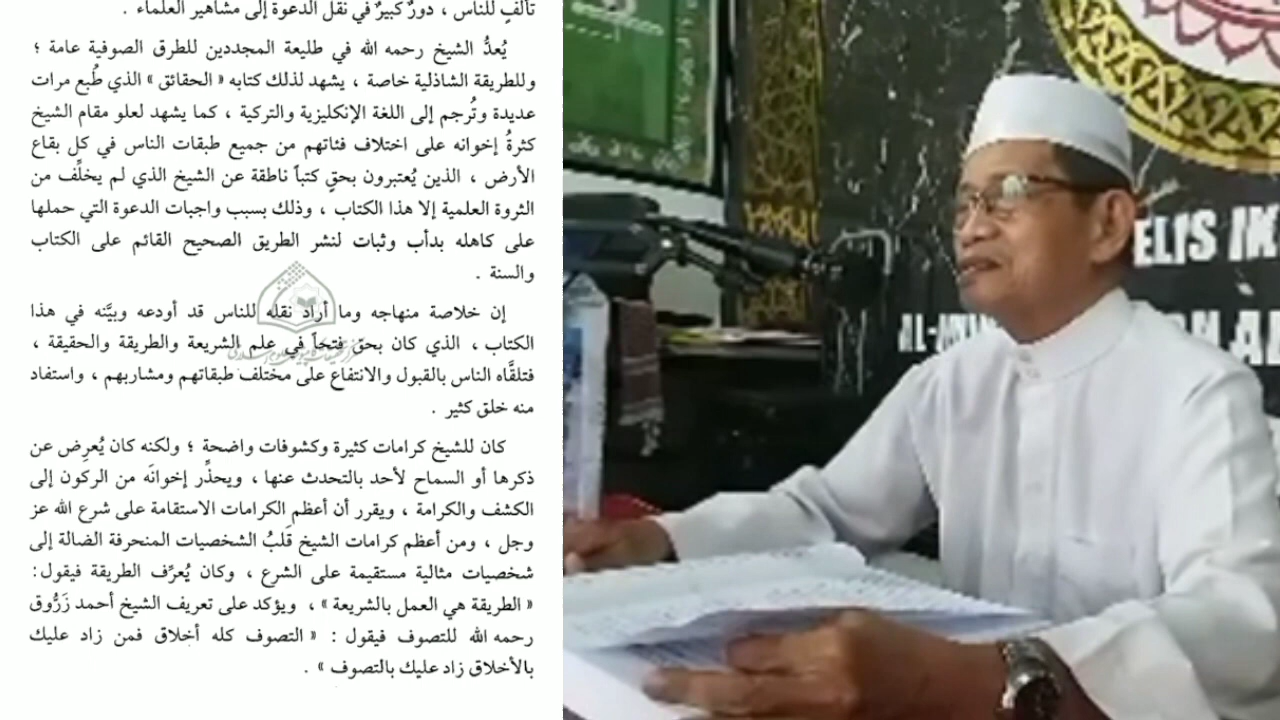 تآلفٍ للناس ، دورٌ كبيرٌ في نقل الدعوة إلى مشاهير العلماء .
يُعدُّ الشيخ رحمه الله في طليعة المجددين للطرق الصوفية عامة ؛
وللطريقة الشاذلية خاصة ، يشهد لذلك كتابه « الحقائق » الذي طُبع مرات
عديدة وتُرجم إلى اللغة الإنكليزية والتركية ، كما يشهد لعلو مقام الشيخ
كثرةُ إخوانه على اختلاف فئاتهم من جميع طبقات الناس في كل بقاع
الأرض ، الذين يُعتبرون بحقٍ كتباً ناطقة عن الشيخ الذي لم يخلِّف من
الثروة العلمية إلا هذا الكتاب ، وذلك بسبب واجبات الدعوة التي حملها
على كاهله بدأب وثبات لنشر الطريق الصحيح القائم على الكتاب
والسنة .
إن خلاصة منهاجه وما أراد نقله للناس قد أودعه وبيَّنه في هذا
الكتاب ، الذي كان بحق فتحاً في علم الشريعة والطريقة والحقيقة ،
فتلقَّاه الناس بالقبول والانتفاع على مختلف طبقاتهم ومشاربهم ، واستفاد
منه خلق كثير .
كان للشيخ كرامات كثيرة وكشوفات واضحة ؛ ولكنه كان يُعرِض عن
ذكرها أو السماح لأحد بالتحدث عنها ، ويحذِّر إخوانَه من الركون إلى
الكشف والكرامة ، ويقرر أن أعظم الكرامات الاستقامة على شرع الله عز
وجل ، ومن أعظم كرامات الشيخ قَلبُ الشخصيات المنحرفة الضالة إلى
شخصيات مثالية مستقيمة على الشرع ، وكان يُعرِّف الطريقة فيقول :
« الطريقة هي العمل بالشريعة » ، ويؤكد على تعريف الشيخ أحمد زَرُّوق
رحمه الله للتصوف فيقول : « التصوف كله أخلاق فمن زاد عليك
بالأخلاق زاد عليك بالتصوف » .
ELIS IK